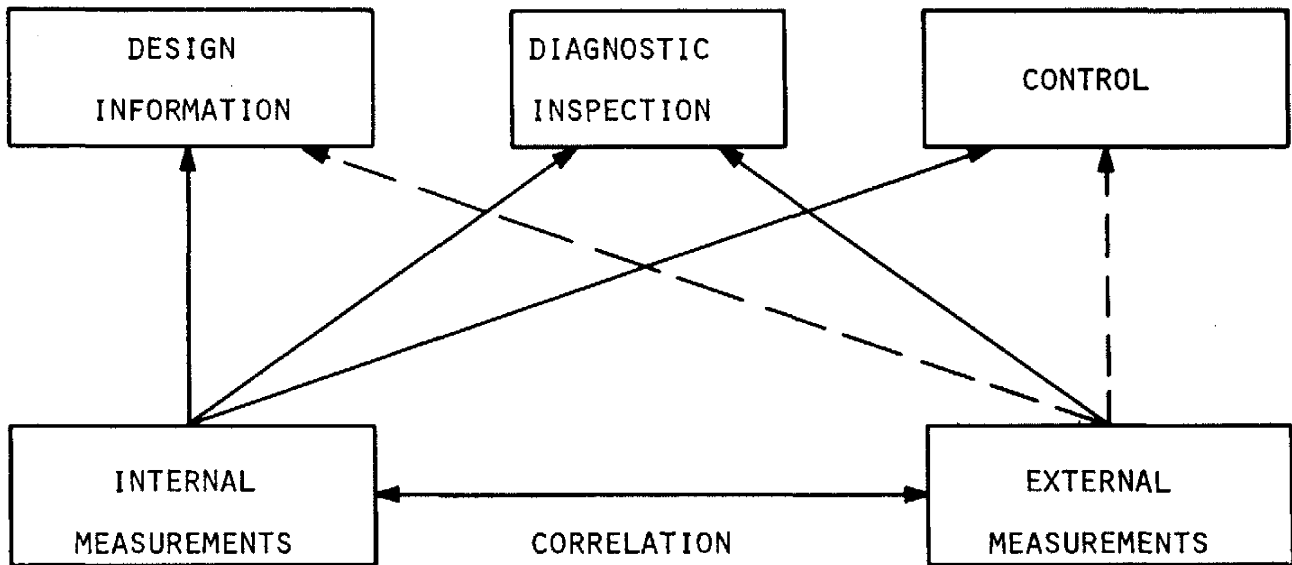 DESIGN
INFORMATION
DIAGNOSTIC
INSPECTION
CONTROL
INTERNAL
MEASUREMENTS
CORRELATION
EXTERNAL
MEASUREMENTS